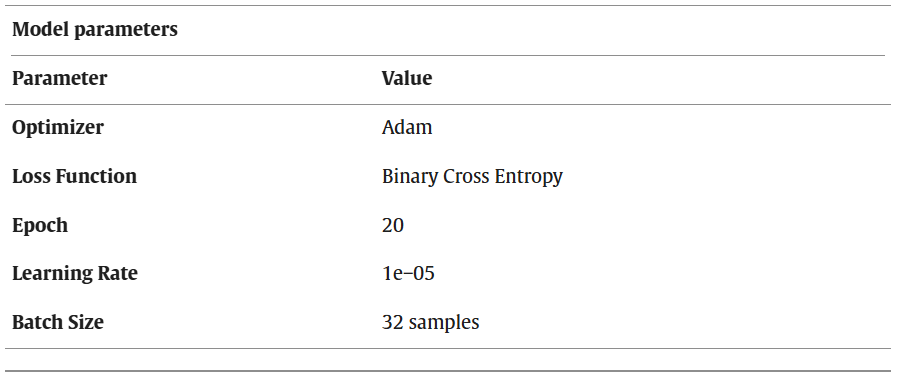 Model parameters
Parameter Value
Optimizer Adam
Loss Function Binary Cross Entropy
Epoch 20
Learning Rate 1e−05
Batch Size 32 samples